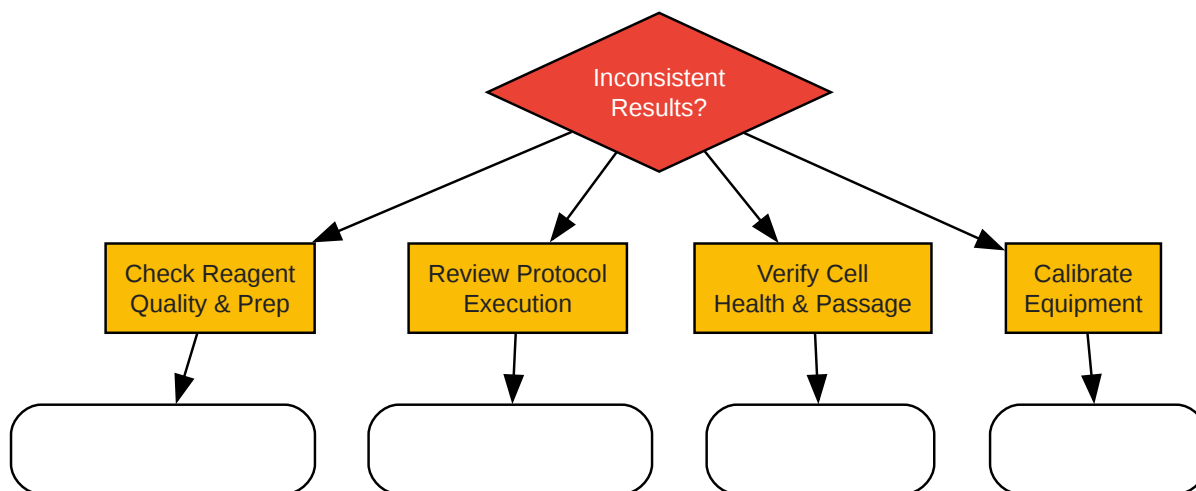 Inconsistent
Results?
Check Reagent
Quality & Prep
Review Protocol
Execution
Verify Cell
Health & Passage
Calibrate
Equipment